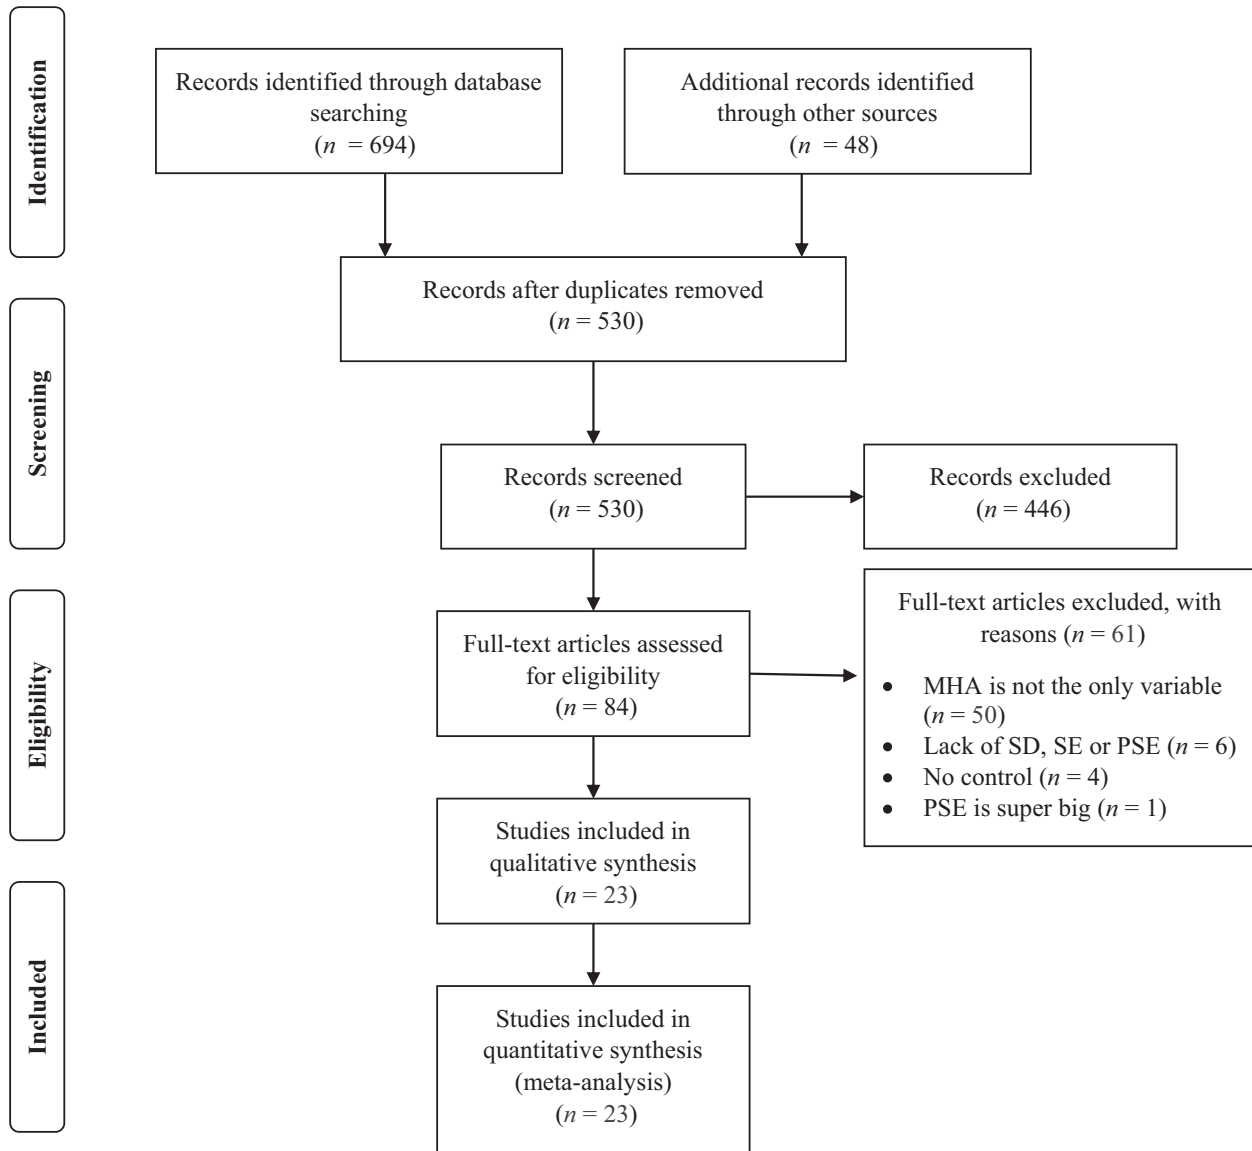 Identification
Records identified through database
searching
(n = 694)
Additional records identified
through other sources
(n = 48)
Records after duplicates removed
(n = 530)
Screening
Records screened
(n = 530)
Records excluded
(n = 446)
Eligibility
Full-text articles assessed
for eligibility
(n = 84)
Full-text articles excluded, with
reasons (n = 61)
• MHA is not the only variable
(n = 50)
• Lack of SD, SE or PSE (n = 6)
• No control (n = 4)
• PSE is super big (n = 1)
Studies included in
qualitative synthesis
(n = 23)
Included
Studies included in
quantitative synthesis
(meta-analysis)
(n = 23)